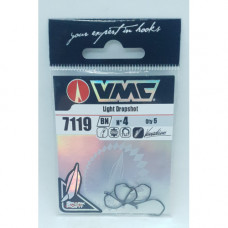 your expert in hooks
VMC
Light Dropshot
7119 BN N°4 Qty 6